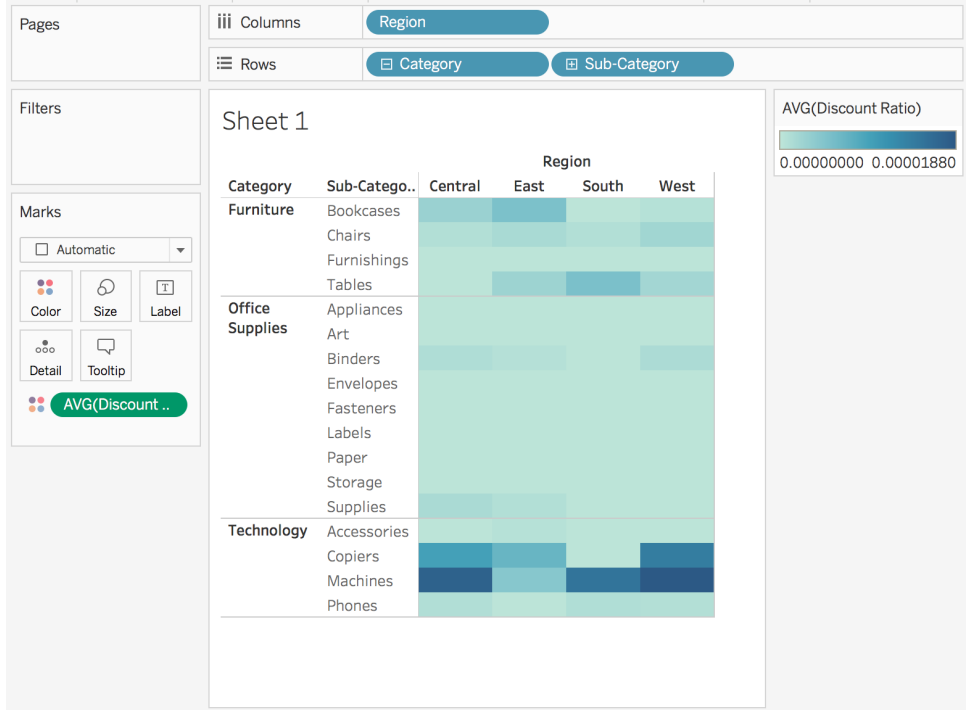 Pages
Columns
Region
Rows
Category
Sub-Category
Filters
Marks
Automatic
Color
Size
T
Label
Detail
Tooltip
AVG(Discount ..
Sheet 1
Region
Category Sub-Catego.. Central East South West
Furniture Bookcases
Chairs
Furnishings
Tables
Office
Supplies
Appliances
Art
Binders
Envelopes
Fasteners
Labels
Paper
Storage
Supplies
Technology Accessories
Copiers
Machines
Phones
AVG(Discount Ratio)
0.00000000 0.00001880